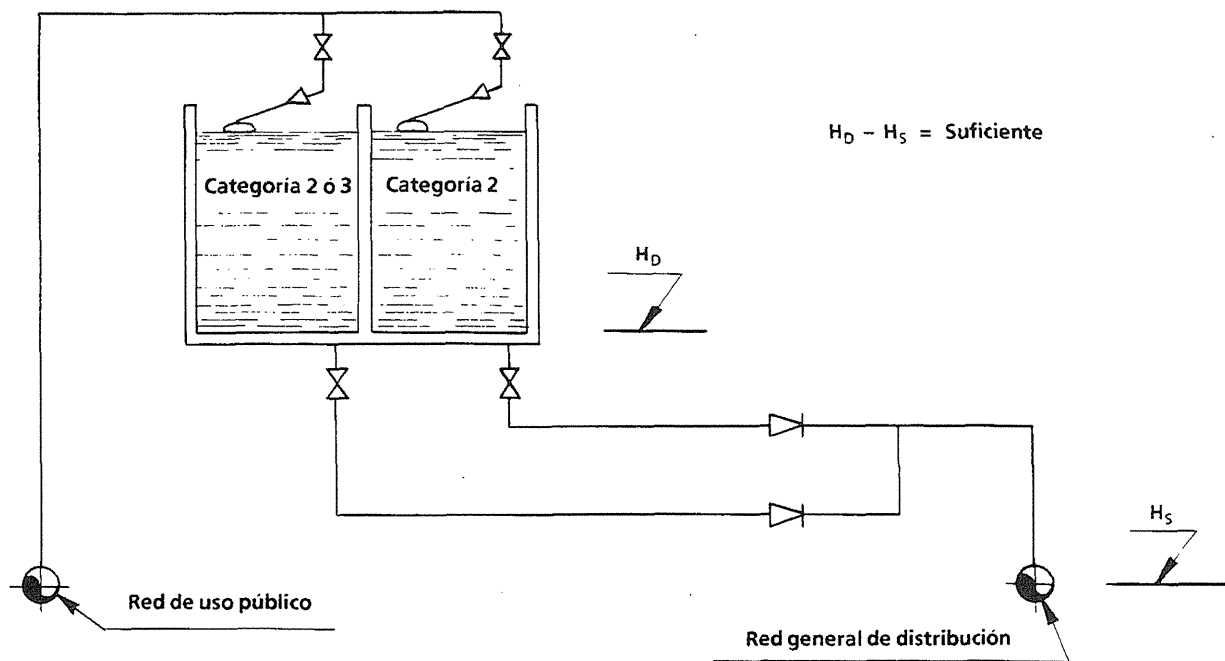 H_D – H_S = Suficiente
Categoría 2 ó 3
Categoría 2
H_D
H_S
Red de uso público
Red general de distribución